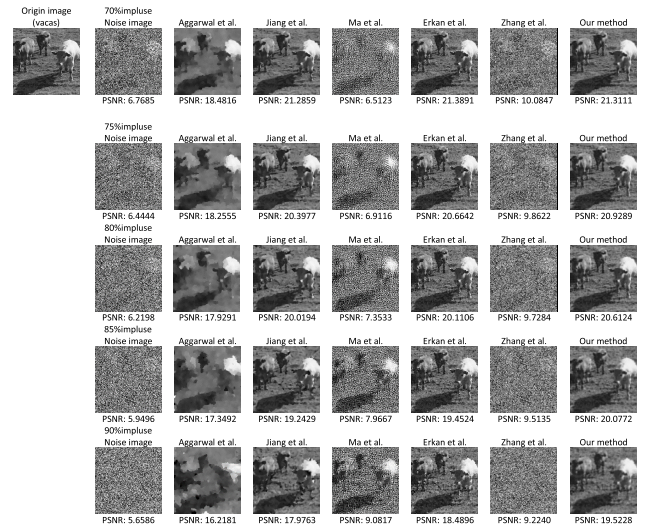 Origin image
(vacas)
70%impluse
Noise image
Aggarwal et al.
Jiang et al.
Ma et al.
Erkan et al.
Zhang et al.
Our method
PSNR: 6.7685
PSNR: 18.4816
PSNR: 21.2859
PSNR: 6.5123
PSNR: 21.3891
PSNR: 10.0847
PSNR: 21.3111
75%impluse
Noise image
Aggarwal et al.
Jiang et al.
Ma et al.
Erkan et al.
Zhang et al.
Our method
PSNR: 6.4444
PSNR: 18.2555
PSNR: 20.3977
PSNR: 6.9116
PSNR: 20.6642
PSNR: 9.8622
PSNR: 20.9289
80%impluse
Noise image
Aggarwal et al.
Jiang et al.
Ma et al.
Erkan et al.
Zhang et al.
Our method
PSNR: 6.2198
PSNR: 17.9291
PSNR: 20.0194
PSNR: 7.3533
PSNR: 20.1106
PSNR: 9.7284
PSNR: 20.6124
85%impluse
Noise image
Aggarwal et al.
Jiang et al.
Ma et al.
Erkan et al.
Zhang et al.
Our method
PSNR: 5.9496
PSNR: 17.3492
PSNR: 19.2429
PSNR: 7.9667
PSNR: 19.4524
PSNR: 9.5135
PSNR: 20.0772
90%impluse
Noise image
Aggarwal et al.
Jiang et al.
Ma et al.
Erkan et al.
Zhang et al.
Our method
PSNR: 5.6586
PSNR: 16.2181
PSNR: 17.9763
PSNR: 9.0817
PSNR: 18.4896
PSNR: 9.2240
PSNR: 19.5228